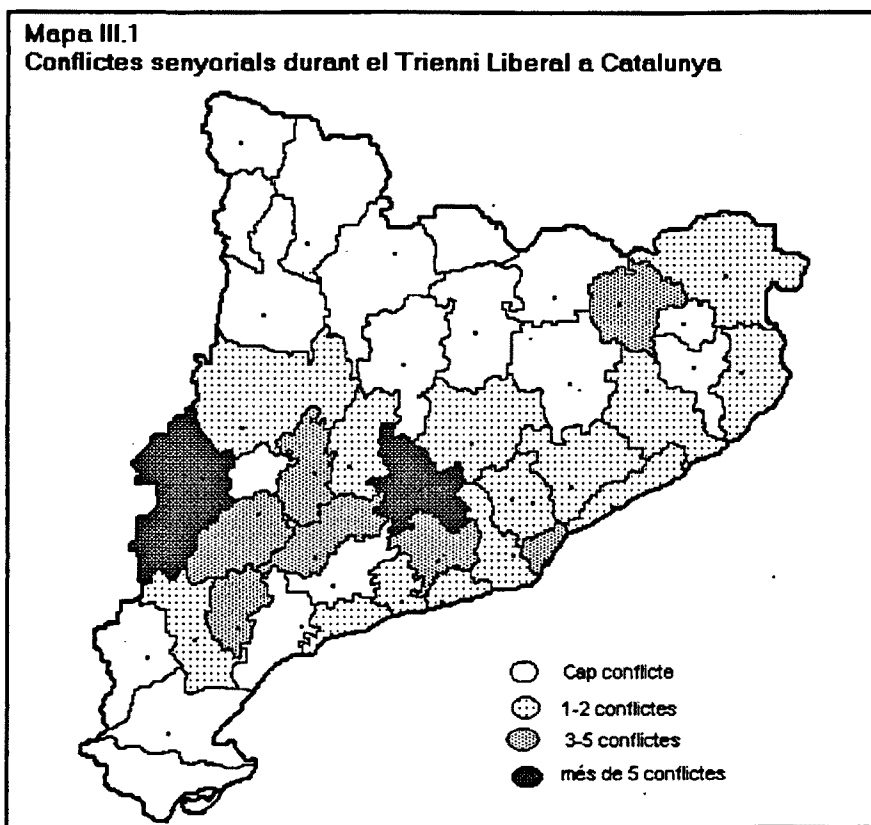 Mapa III.1
Conflictes senyorials durant el Trienni Liberal a Catalunya
Cap conflicte
1-2 conflictes
3-5 conflictes
més de 5 conflictes